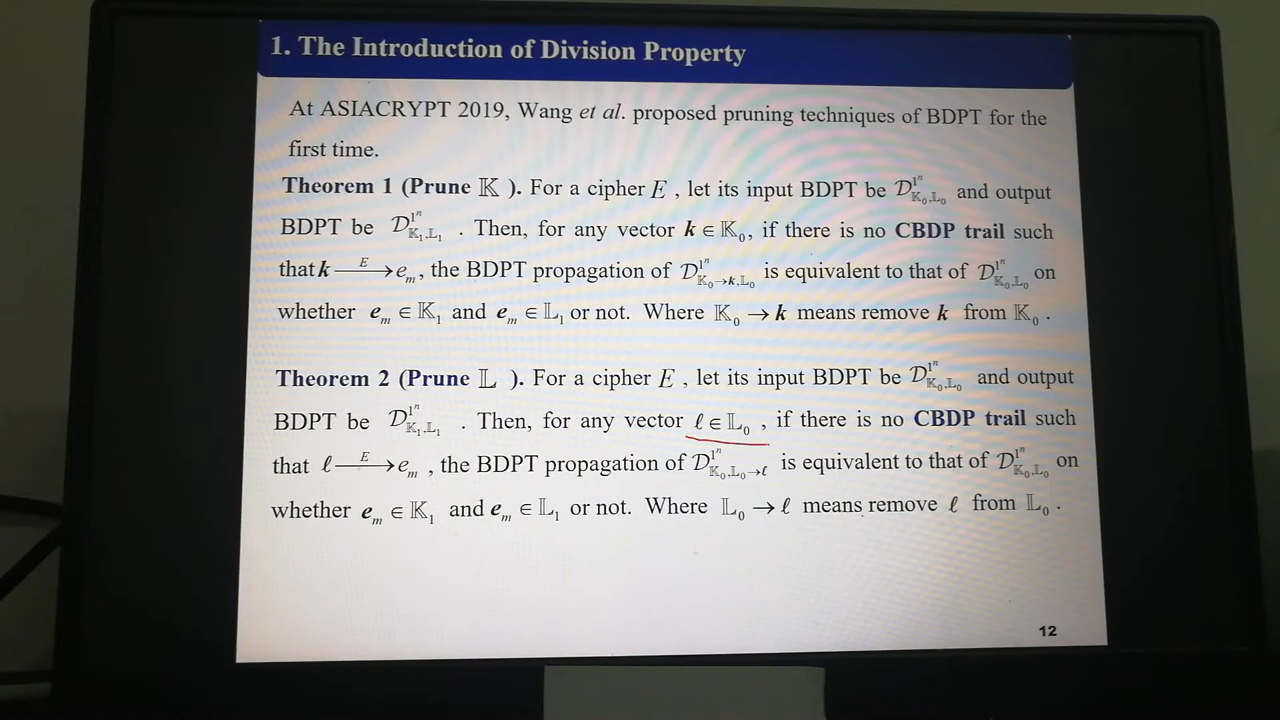 1. The Introduction of Division Property
At ASIACRYPT 2019, Wang et al. proposed pruning techniques of BDPT for the
first time.
Theorem 1 (Prune 𝕂 ). For a cipher E , let its input BDPT be 𝒟^{1^n}_{𝕂_0,𝕃_0} and output
BDPT be 𝒟^{1^n}_{𝕂_1,𝕃_1} . Then, for any vector k ∈ 𝕂_0, if there is no CBDP trail such
that k —E→ e_m, the BDPT propagation of 𝒟^{1^n}_{𝕂_0→k,𝕃_0} is equivalent to that of 𝒟^{1^n}_{𝕂_0,𝕃_0} on
whether e_m ∈ 𝕂_1 and e_m ∈ 𝕃_1 or not. Where 𝕂_0 → k means remove k from 𝕂_0 .
Theorem 2 (Prune 𝕃 ). For a cipher E , let its input BDPT be 𝒟^{1^n}_{𝕂_0,𝕃_0} and output
BDPT be 𝒟^{1^n}_{𝕂_1,𝕃_1} . Then, for any vector ℓ ∈ 𝕃_0 , if there is no CBDP trail such
that ℓ —E→ e_m , the BDPT propagation of 𝒟^{1^n}_{𝕂_0,𝕃_0→ℓ} is equivalent to that of 𝒟^{1^n}_{𝕂_0,𝕃_0} on
whether e_m ∈ 𝕂_1 and e_m ∈ 𝕃_1 or not. Where 𝕃_0 → ℓ means remove ℓ from 𝕃_0 .
12